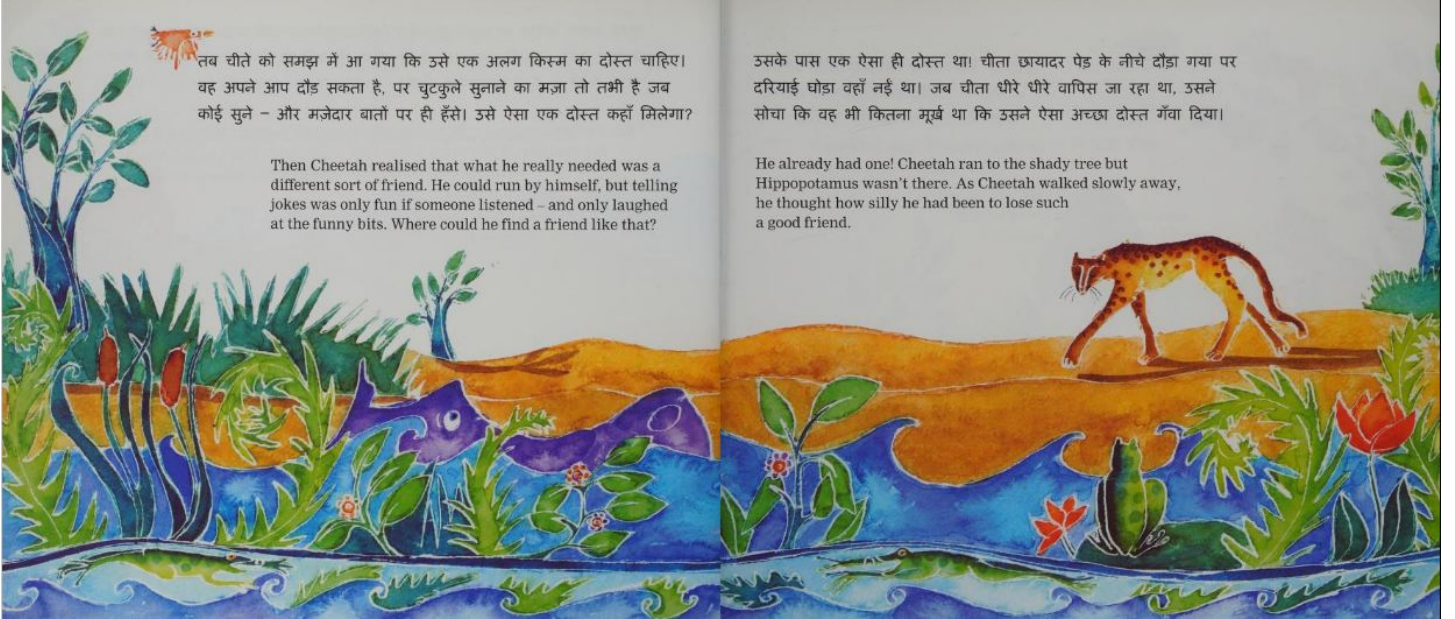 तब चीते को समझ में आ गया कि उसे एक अलग किस्म का दोस्त चाहिए।
वह अपने आप दौड़ सकता है, पर चुटकुले सुनाने का मज़ा तो तभी है जब
कोई सुने – और मज़ेदार बातों पर ही हँसे। उसे ऐसा एक दोस्त कहाँ मिलेगा?
Then Cheetah realised that what he really needed was a
different sort of friend. He could run by himself, but telling
jokes was only fun if someone listened – and only laughed
at the funny bits. Where could he find a friend like that?
उसके पास एक ऐसा ही दोस्त था! चीता छायादर पेड़ के नीचे दौड़ा गया पर
दरियाई घोड़ा वहाँ नईं था। जब चीता धीरे धीरे वापिस जा रहा था, उसने
सोचा कि वह भी कितना मूर्ख था कि उसने ऐसा अच्छा दोस्त गँवा दिया।
He already had one! Cheetah ran to the shady tree but
Hippopotamus wasn't there. As Cheetah walked slowly away,
he thought how silly he had been to lose such
a good friend.